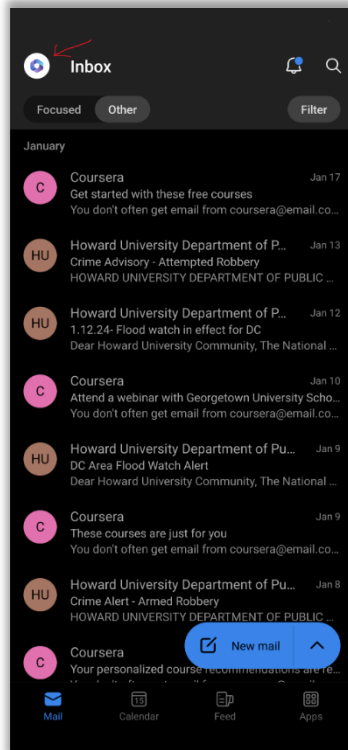 Inbox
Focused
Other
Filter
January
C
Coursera
Jan 17
Get started with these free courses
You don't often get email from coursera@email.co...
HU
Howard University Department of P...
Jan 13
Crime Advisory - Attempted Robbery
HOWARD UNIVERSITY DEPARTMENT OF PUBLIC ...
HU
Howard University Department of P...
Jan 12
1.12.24- Flood watch in effect for DC
Dear Howard University Community, The National ...
C
Coursera
Jan 10
Attend a webinar with Georgetown University Scho...
You don't often get email from coursera@email.co...
HU
Howard University Department of Pu...
Jan 9
DC Area Flood Watch Alert
Dear Howard University Community, The National ...
C
Coursera
Jan 9
These courses are just for you
You don't often get email from coursera@email.co...
HU
Howard University Department of Pu...
Jan 8
Crime Alert - Armed Robbery
HOWARD UNIVERSITY DEPARTMENT OF PUBLIC ...
New mail
C
Coursera
Your personalized course recommendations are re...
15
Mail
Calendar
Feed
Apps